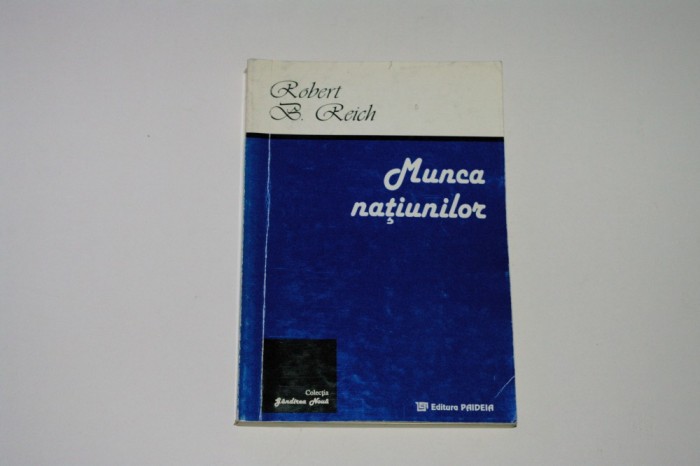 Robert
B. Reich
Munca
națiunilor
Colecția
Gândirea Nouă
Editura PAIDEIA